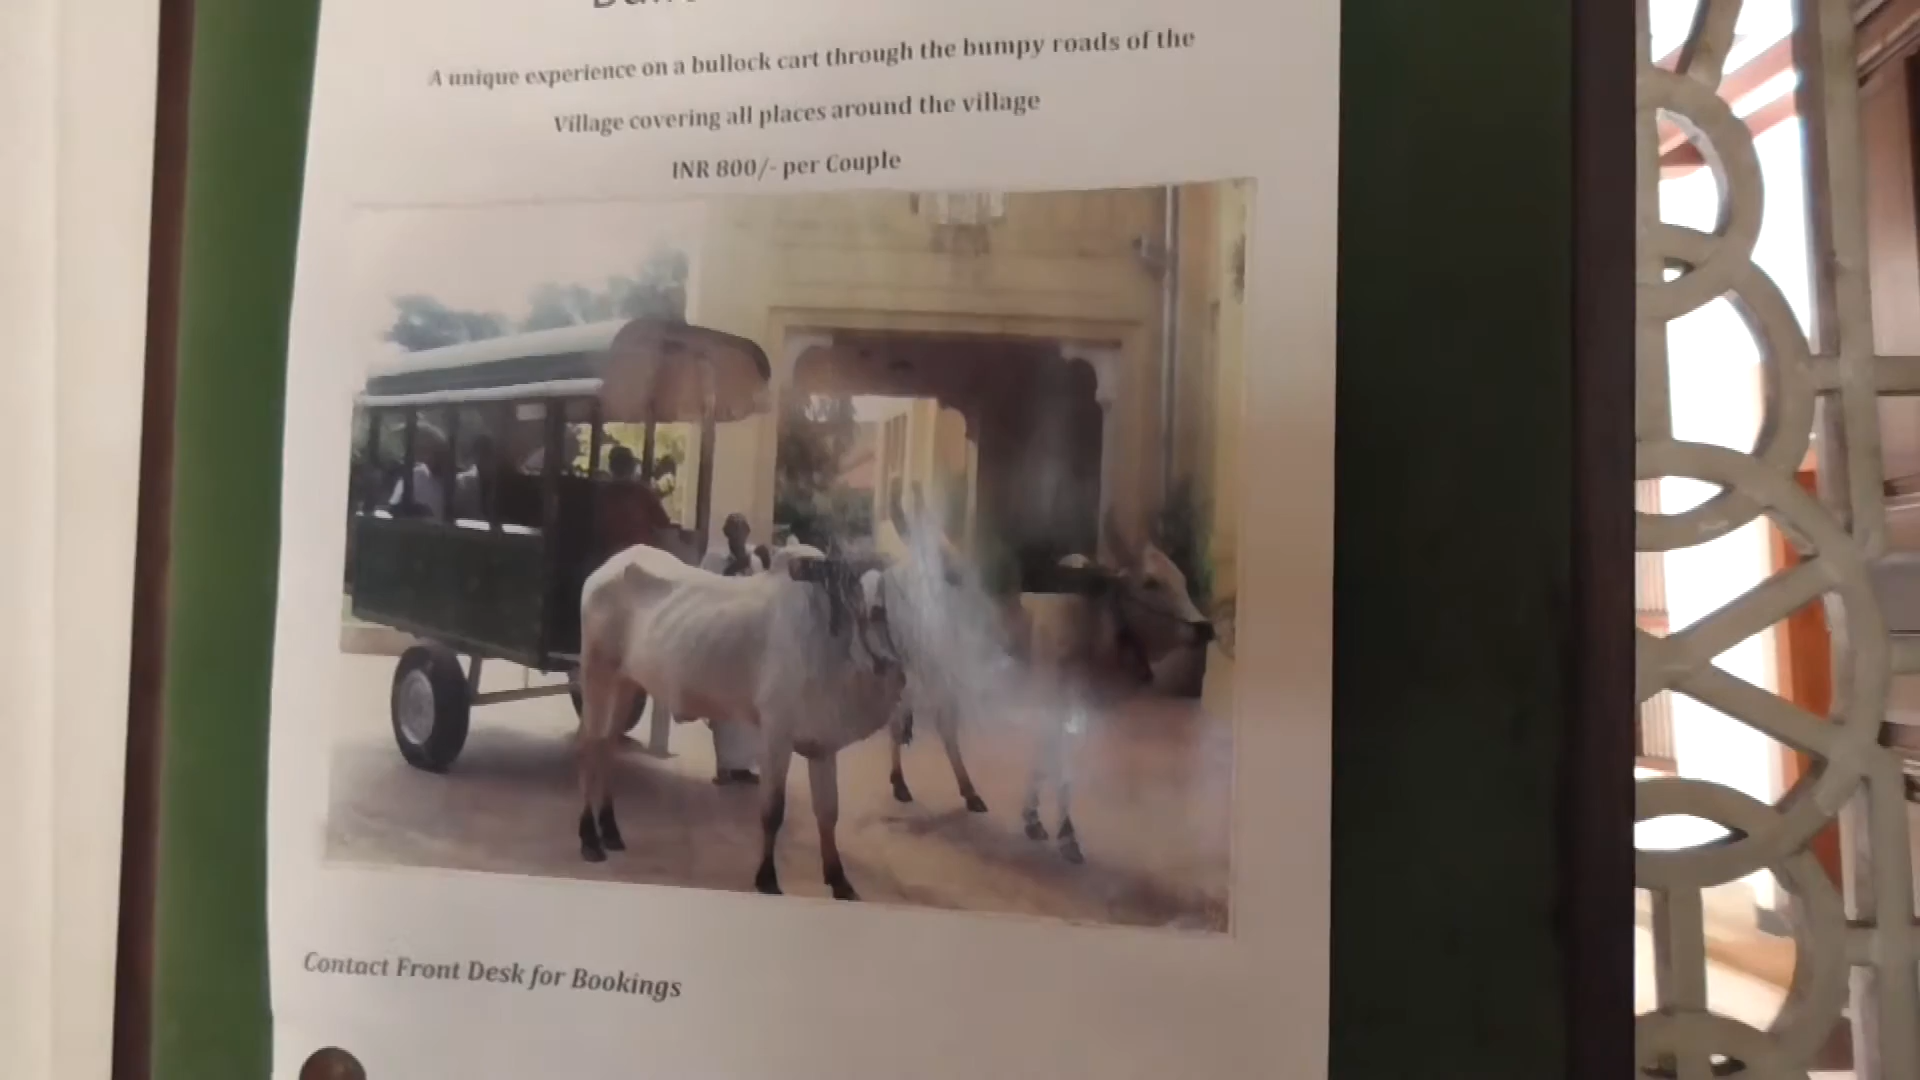 A unique experience on a bullock cart through the bumpy roads of the
Village covering all places around the village
INR 800/- per Couple
Contact Front Desk for Bookings